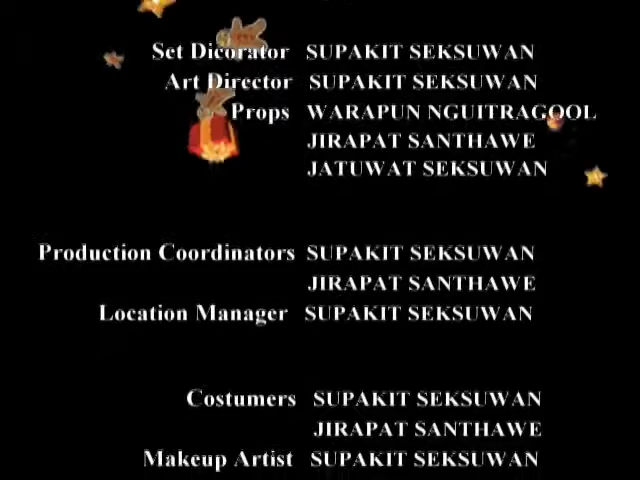 Set Dicorator SUPAKIT SEKSUWAN
Art Director SUPAKIT SEKSUWAN
Props WARAPUN NGUITRAGOOL
JIRAPAT SANTHAWE
JATUWAT SEKSUWAN
Production Coordinators SUPAKIT SEKSUWAN
JIRAPAT SANTHAWE
Location Manager SUPAKIT SEKSUWAN
Costumers SUPAKIT SEKSUWAN
JIRAPAT SANTHAWE
Makeup Artist SUPAKIT SEKSUWAN